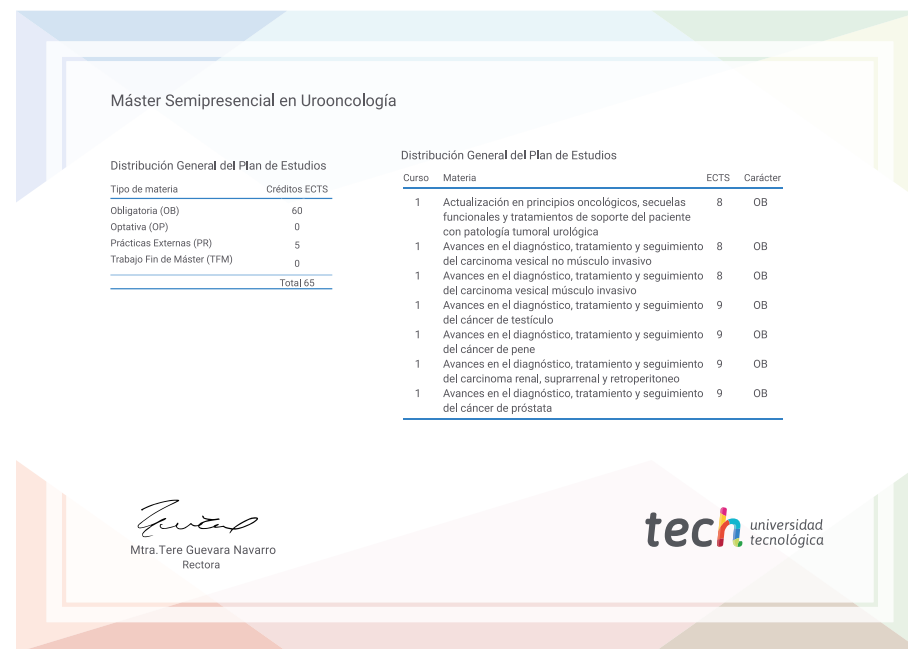 Máster Semipresencial en Urooncología
Distribución General del Plan de Estudios
Tipo de materia Créditos ECTS
Obligatoria (OB) 60
Optativa (OP) 0
Prácticas Externas (PR) 5
Trabajo Fin de Máster (TFM) 0
Total 65
Distribución General del Plan de Estudios
Curso Materia ECTS Carácter
1 Actualización en principios oncológicos, secuelas 8 OB
funcionales y tratamientos de soporte del paciente
con patología tumoral urológica
1 Avances en el diagnóstico, tratamiento y seguimiento 8 OB
del carcinoma vesical no músculo invasivo
1 Avances en el diagnóstico, tratamiento y seguimiento 8 OB
del carcinoma vesical músculo invasivo
1 Avances en el diagnóstico, tratamiento y seguimiento 9 OB
del cáncer de testículo
1 Avances en el diagnóstico, tratamiento y seguimiento 9 OB
del cáncer de pene
1 Avances en el diagnóstico, tratamiento y seguimiento 9 OB
del carcinoma renal, suprarrenal y retroperitoneo
1 Avances en el diagnóstico, tratamiento y seguimiento 9 OB
del cáncer de próstata
Mtra.Tere Guevara Navarro
Rectora
tech universidad
tecnológica